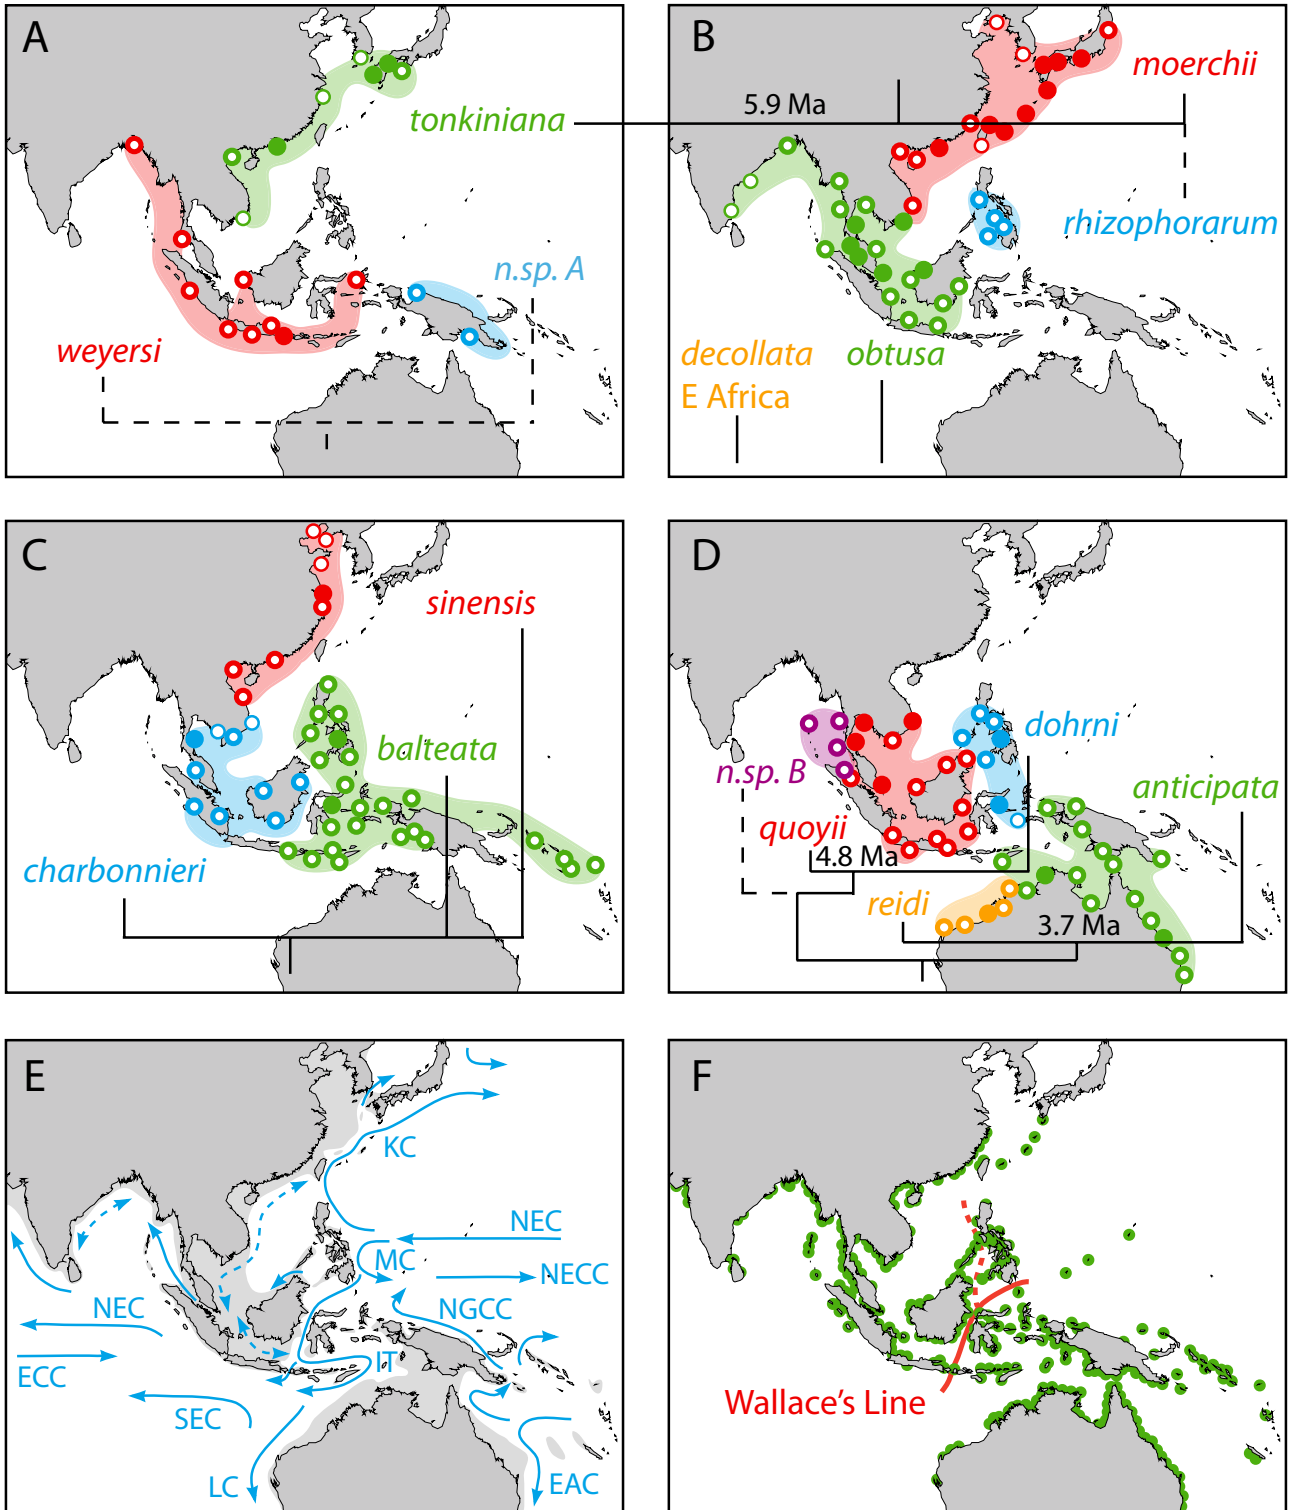 A
tonkiniana
n.sp. A
weyersi
B
moerchii
5.9 Ma
rhizophorarum
decollata
E Africa
obtusa
C
sinensis
balteata
charbonnieri
D
dohrni
n.sp. B
anticipata
quoyii
4.8 Ma
reidi
3.7 Ma
E
KC
NEC
MC
NECC
NEC
NGCC
IT
ECC
SEC
LC
EAC
F
Wallace's Line